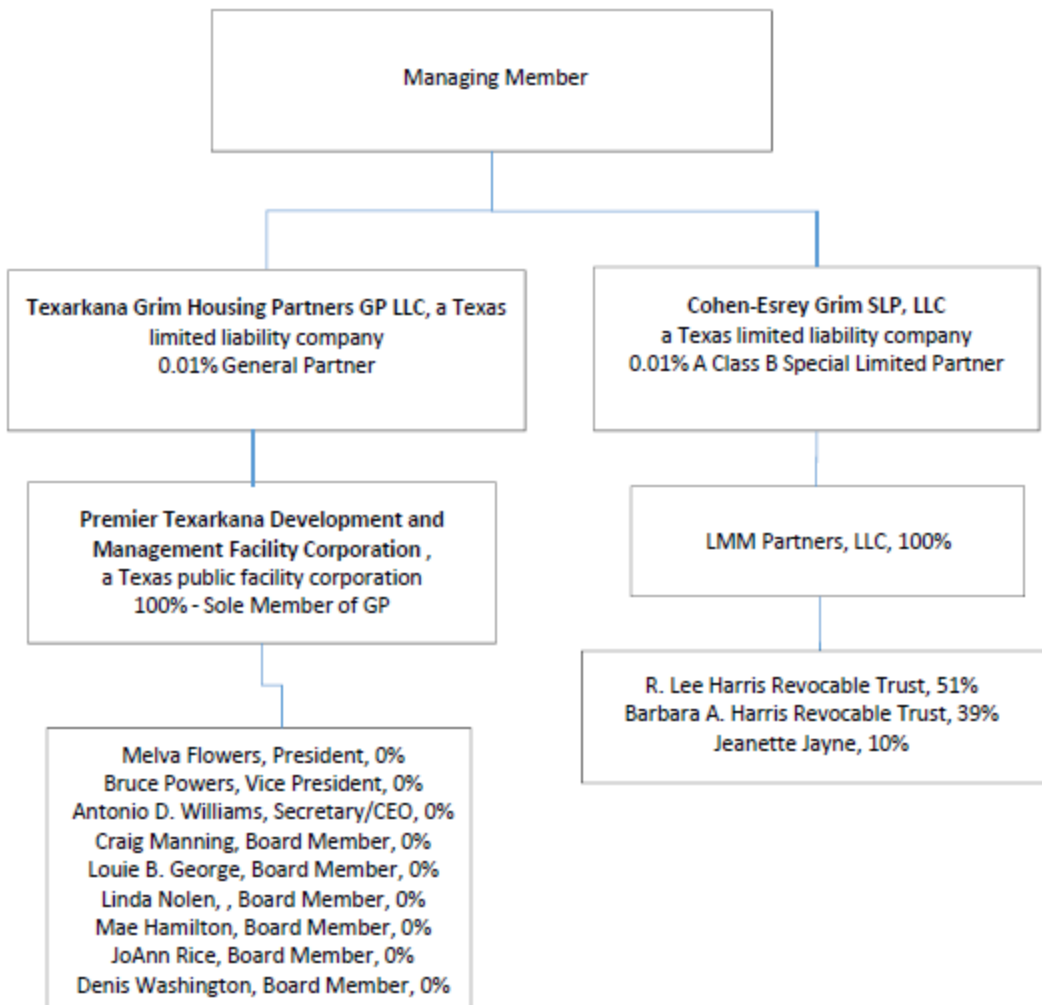 Managing Member
Texarkana Grim Housing Partners GP LLC, a Texas
limited liability company
0.01% General Partner
Cohen-Esrey Grim SLP, LLC
a Texas limited liability company
0.01% A Class B Special Limited Partner
Premier Texarkana Development and
Management Facility Corporation ,
a Texas public facility corporation
100% - Sole Member of GP
LMM Partners, LLC, 100%
R. Lee Harris Revocable Trust, 51%
Barbara A. Harris Revocable Trust, 39%
Jeanette Jayne, 10%
Melva Flowers, President, 0%
Bruce Powers, Vice President, 0%
Antonio D. Williams, Secretary/CEO, 0%
Craig Manning, Board Member, 0%
Louie B. George, Board Member, 0%
Linda Nolen, , Board Member, 0%
Mae Hamilton, Board Member, 0%
JoAnn Rice, Board Member, 0%
Denis Washington, Board Member, 0%